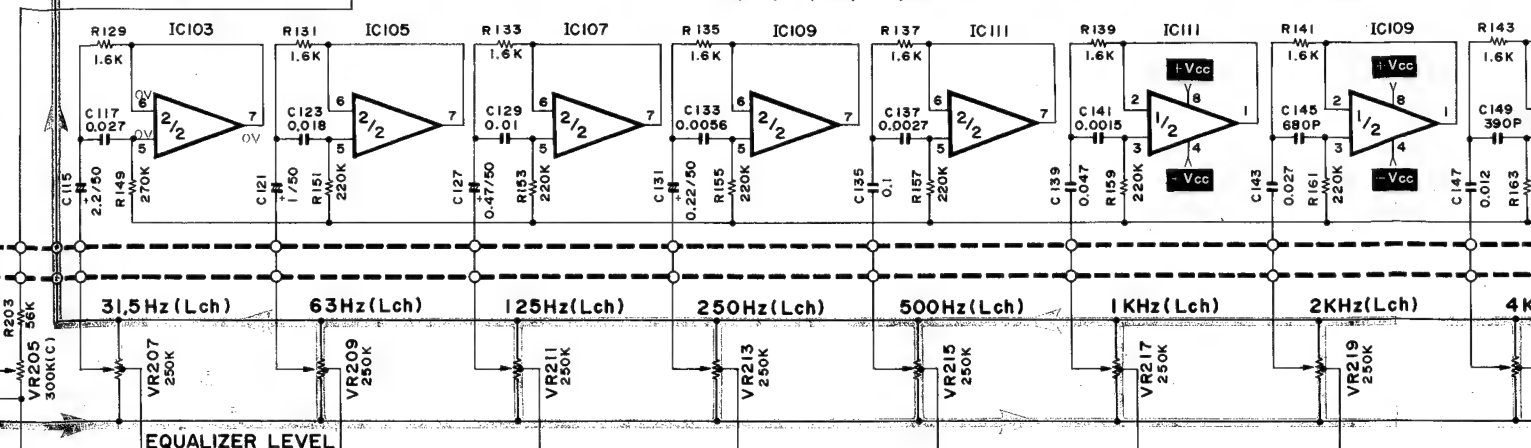 R129 IC103 R131 IC105 R133 IC107 R135 IC109 R137 IC111 R139 IC111 R141 IC109 R143
1.6K 1.6K 1.6K 1.6K 1.6K 1.6K 1.6K 1.6K
+Vcc +Vcc
0V 6 6 6 6 6 2 8 2 8
C117 7 C123 7 C129 7 C133 7 C137 7 C141 1 C145 1 C149
0.027 0.018 0.01 0.0056 0.0027 0.0015 680P 390P
2/2 2/2 2/2 2/2 2/2 1/2 1/2
0V 0V
5 5 5 5 5 3 4 3 4
-Vcc -Vcc
C115 + 2.2/50 R149 270K C121 + 1/50 R151 220K C127 + 0.47/50 R153 220K C131 + 0.22/50 R155 220K C135 0.1 R157 220K C139 0.047 R159 220K C143 0.027 R161 220K C147 0.012 R163
31,5Hz(Lch) 63Hz(Lch) 125Hz(Lch) 250Hz(Lch) 500Hz(Lch) 1KHz(Lch) 2KHz(Lch) 4K
R203 56K
VR205 300K(C) VR207 250K VR209 250K VR211 250K VR213 250K VR215 250K VR217 250K VR219 250K
EQUALIZER LEVEL